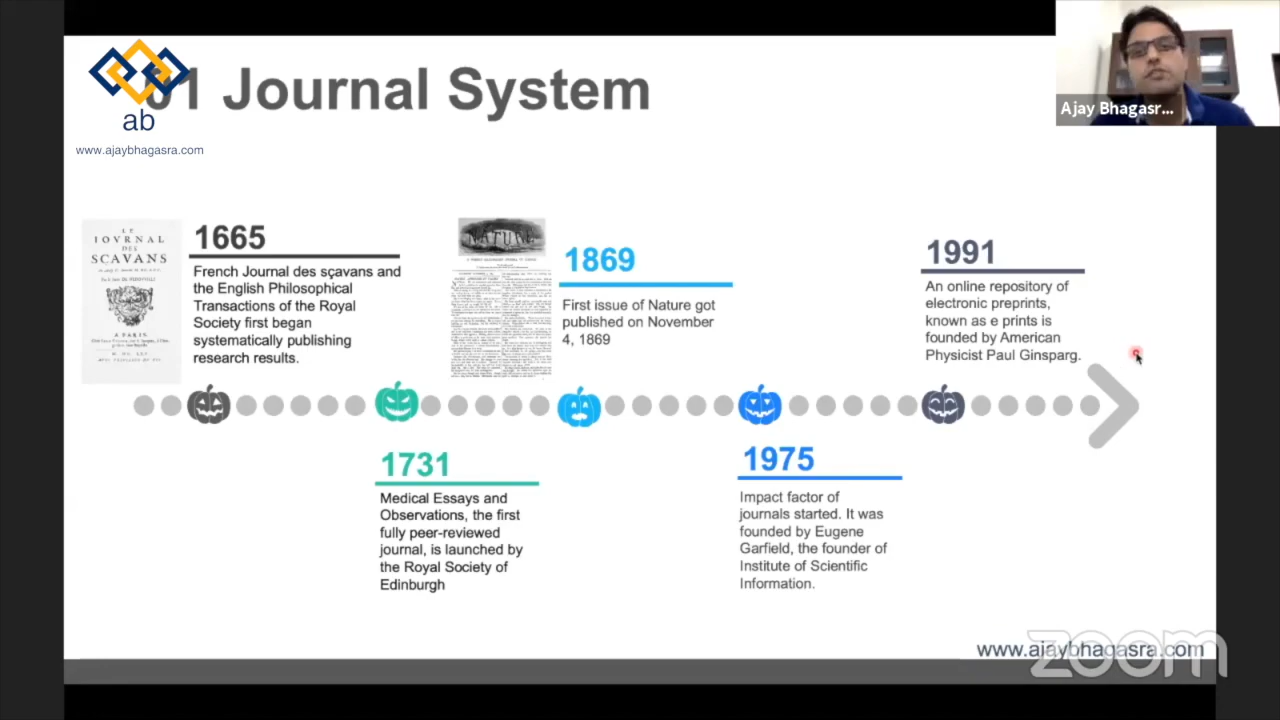 01 Journal System
ab
www.ajaybhagasra.com
Ajay Bhagasr...
LE
IOVRNAL
DES
SCAVANS
A PARIS
1665
French Journal des sçavans and
the English Philosophical
Transactions of the Royal
Society first began
systematically publishing
research results.
NATURE
1869
First issue of Nature got
published on November
4, 1869
1991
An online repository of
electronic preprints,
known as e prints is
founded by American
Physicist Paul Ginsparg.
1731
Medical Essays and
Observations, the first
fully peer-reviewed
journal, is launched by
the Royal Society of
Edinburgh
1975
Impact factor of
journals started. It was
founded by Eugene
Garfield, the founder of
Institute of Scientific
Information.
www.ajaybhagasra.com
zoom